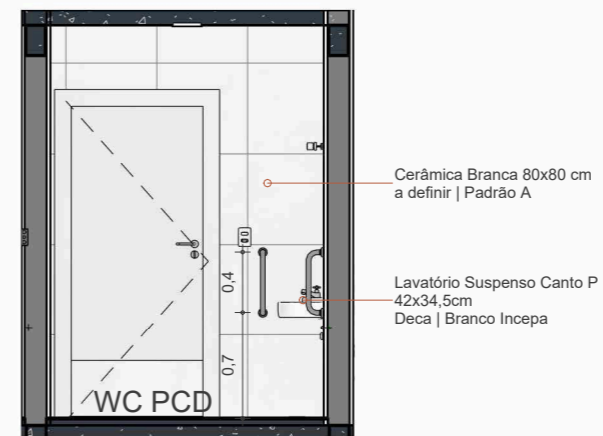 Cerâmica Branca 80x80 cm
a definir | Padrão A
Lavatório Suspenso Canto P
42x34,5cm
Deca | Branco Incepa
0,4
0,7
WC PCD